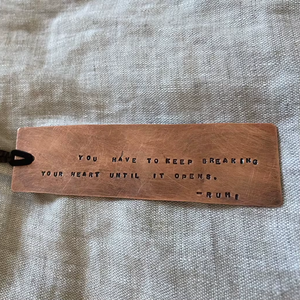 YOU HAVE TO KEEP BREAKING
YOUR HEART UNTIL IT OPENS.
-RUMI